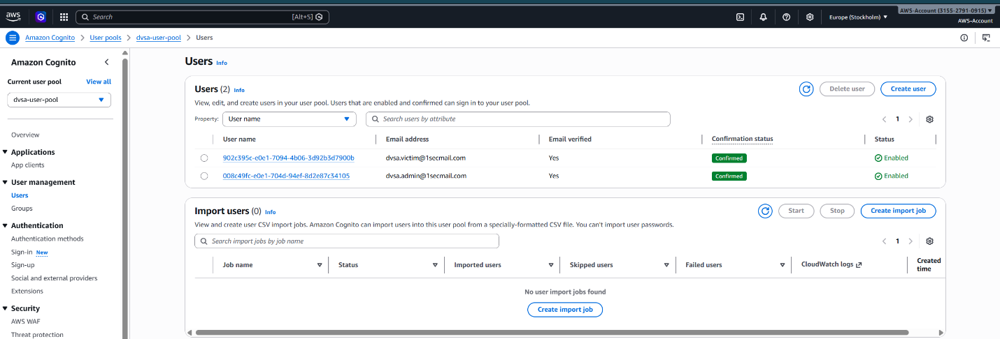 aws Search [Alt+S] Europe (Stockholm) AWS-Account (3155-2791-0915)
AWS-Account
Amazon Cognito User pools dvsa-user-pool Users
Amazon Cognito
Current user pool View all
dvsa-user-pool
Overview
Applications
App clients
User management
Users
Groups
Authentication
Authentication methods
Sign-in New
Sign-up
Social and external providers
Extensions
Security
AWS WAF
Threat protection
Users Info
Users (2) Info Delete user Create user
View, edit, and create users in your user pool. Users that are enabled and confirmed can sign in to your user pool.
Property: User name Search users by attribute 1
User name Email address Email verified Confirmation status Status
902c395c-e0e1-7094-4b06-3d92b3d7900b dvsa.victim@1secmail.com Yes Confirmed Enabled
008c49fc-e0e1-704d-94ef-8d2e87c34105 dvsa.admin@1secmail.com Yes Confirmed Enabled
Import users (0) Info Start Stop Create import job
View and create user CSV import jobs. Amazon Cognito can import users into this user pool from a specially-formatted CSV file. You can't import user passwords.
Search import jobs by job name 1
Job name Status Imported users Skipped users Failed users CloudWatch logs Created time
No user import jobs found
Create import job